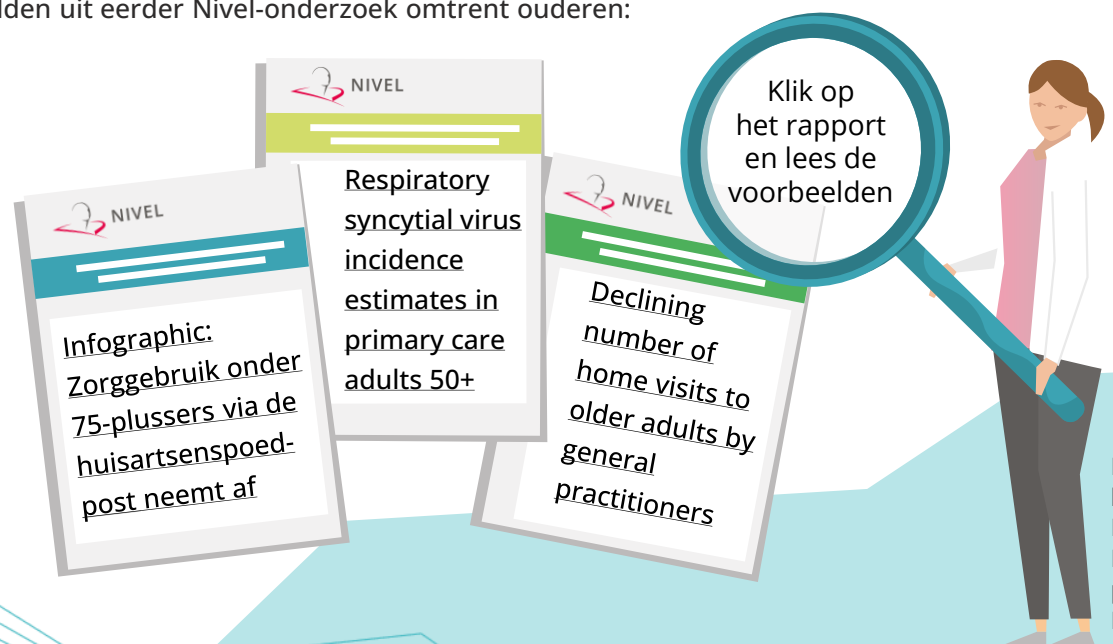 uit eerder Nivel-onderzoek omtrent ouderen:
NIVEL
Infographic:
Zorggebruik onder
75-plussers via de
huisartsenspoed-
post neemt af
NIVEL
Respiratory
syncytial virus
incidence
estimates in
primary care
adults 50+
NIVEL
Declining
number of
home visits to
older adults by
general
practitioners
Klik op
het rapport
en lees de
voorbeelden